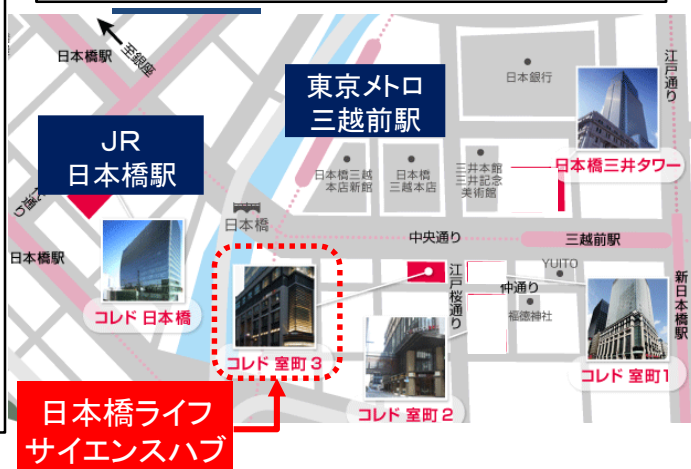 日本橋駅
至銀座
東京メトロ
三越前駅
日本銀行
江戸通り
JR
日本橋駅
日本橋三越
本店新館
日本橋
三越本店
三井本館
三井記念
美術館
日本橋三井タワー
日本橋
中央通り
三越前駅
日本橋駅
コレド 日本橋
江戸桜通り
仲通り
YUITO
福徳神社
新日本橋駅
コレド 室町3
コレド 室町2
コレド 室町1
日本橋ライフ
サイエンスハブ